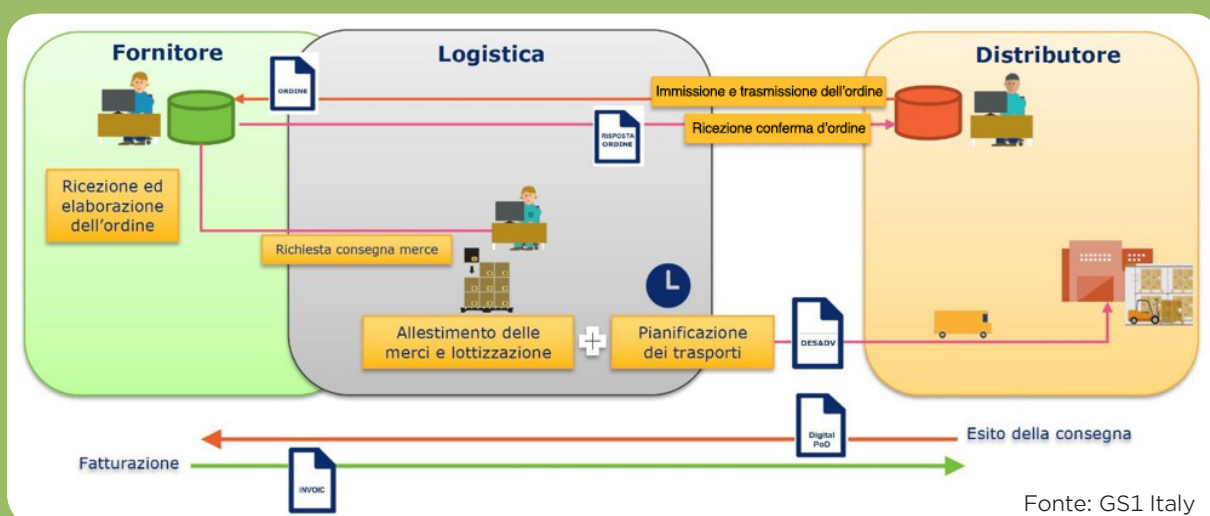 Fornitore
Logistica
Distributore
ORDINE
Immissione e trasmissione dell'ordine
RISPOSTA
ORDINE
Ricezione conferma d'ordine
Ricezione ed
elaborazione
dell'ordine
Richiesta consegna merce
Allestimento delle
merci e lottizzazione
Pianificazione
dei trasporti
DESADV
Digital
PoD
Esito della consegna
Fatturazione
INVOIC
Fonte: GS1 Italy